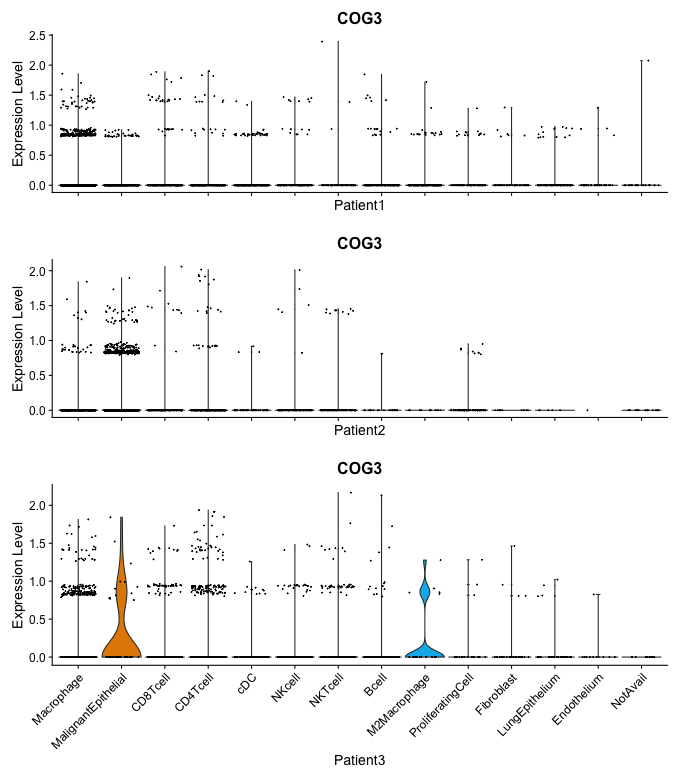 COG3
Expression Level
2.5
2.0
1.5
1.0
0.5
0.0
Patient1
COG3
Expression Level
2.0
1.5
1.0
0.5
0.0
Patient2
COG3
Expression Level
2.0
1.5
1.0
0.5
0.0
Macrophage
MalignantEpithelial
CD8Tcell
CD4Tcell
cDC
NKcell
NKTcell
Bcell
M2Macrophage
ProliferatingCell
Fibroblast
LungEpithelium
Endothelium
NotAvail
Patient3